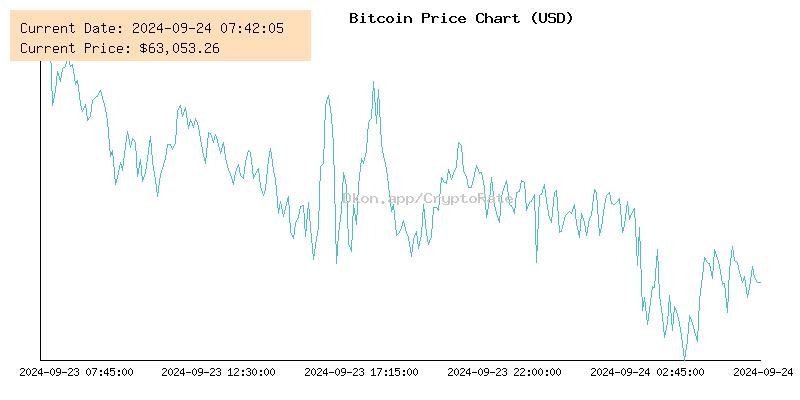 Bitcoin Price Chart (USD)
Current Date: 2024-09-24 07:42:05
Current Price: $63,053.26
Okon.app/CryptoRate
2024-09-23 07:45:00 2024-09-23 12:30:00 2024-09-23 17:15:00 2024-09-23 22:00:00 2024-09-24 02:45:00 2024-09-24